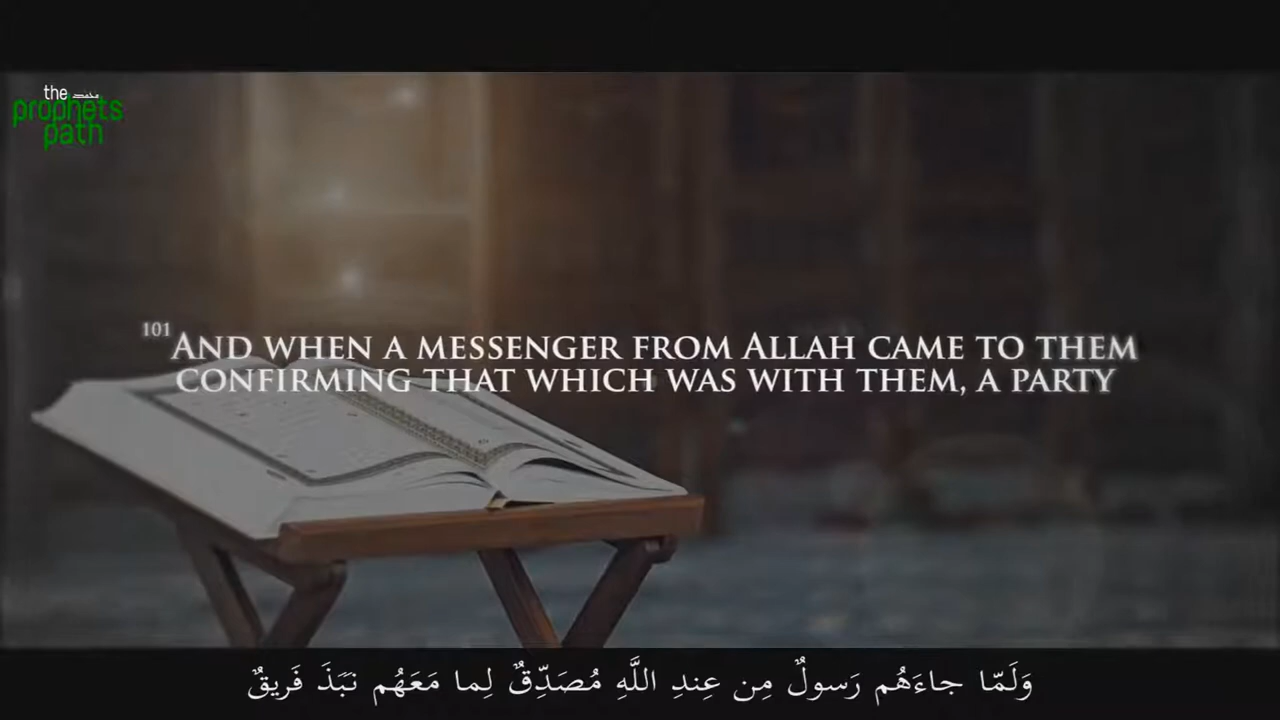 the محمد
prophets
path
101 AND WHEN A MESSENGER FROM ALLAH CAME TO THEM
CONFIRMING THAT WHICH WAS WITH THEM, A PARTY
وَلَمّا جاءَهُم رَسولٌ مِن عِندِ اللَّهِ مُصَدِّقٌ لِما مَعَهُم نَبَذَ فَريقٌ